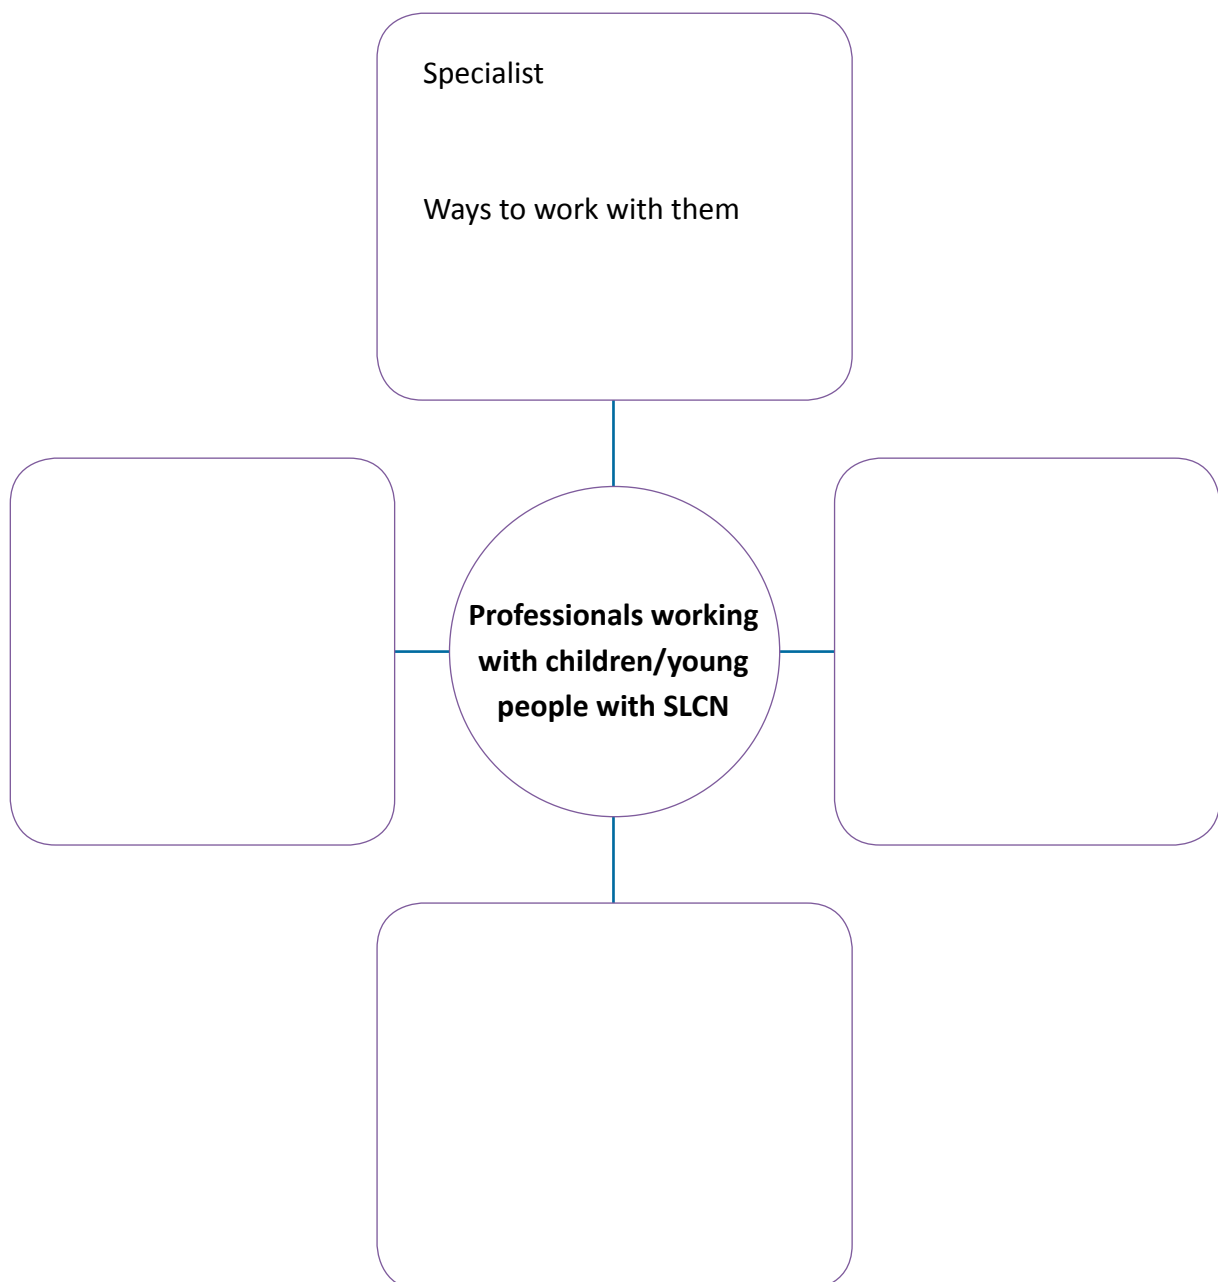 Specialist
Ways to work with them
Professionals working
with children/young
people with SLCN